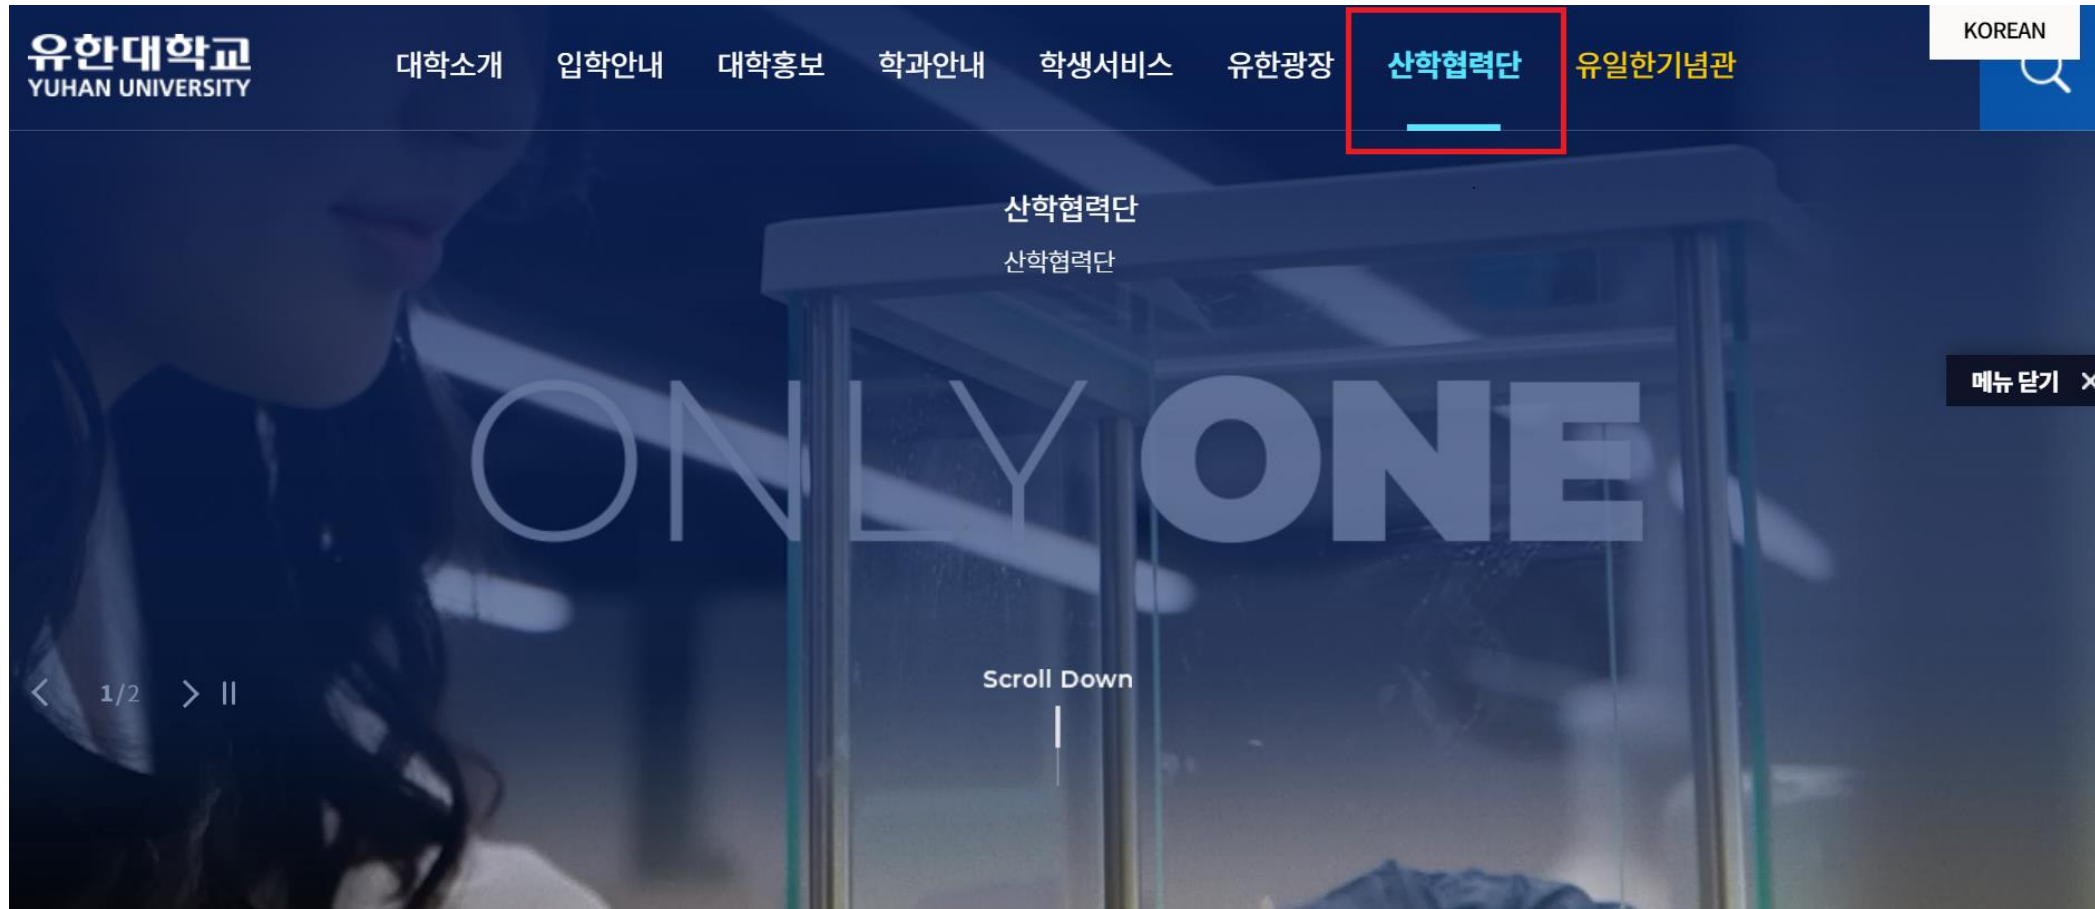 유한대학교
YUHAN UNIVERSITY
대학소개 입학안내 대학홍보 학과안내 학생서비스 유한광장 산학협력단 유일한기념관
KOREAN
산학협력단
산학협력단
메뉴 닫기
ONLY ONE
Scroll Down
1/2